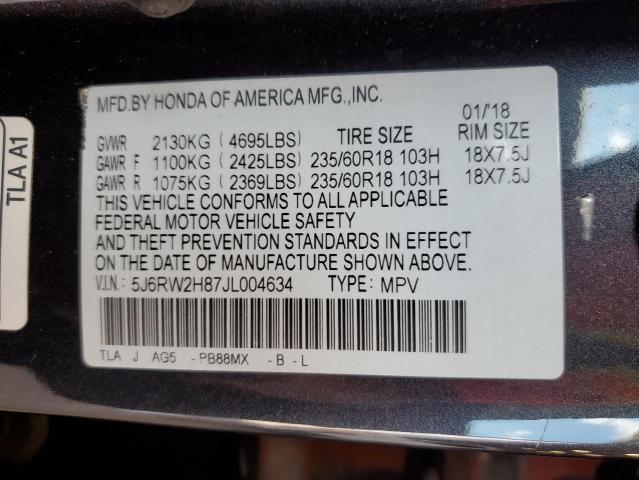 MFD.BY HONDA OF AMERICA MFG.,INC. 01/'18
GVWR 2130KG ( 4695LBS) TIRE SIZE RIM SIZE
GAWR F 1100KG ( 2425LBS) 235/60R18 103H 18X7.5J
GAWR R 1075KG ( 2369LBS) 235/60R18 103H 18X7.5J
THIS VEHICLE CONFORMS TO ALL APPLICABLE
FEDERAL MOTOR VEHICLE SAFETY
AND THEFT PREVENTION STANDARDS IN EFFECT
ON THE DATE OF MANUFACTURE SHOWN ABOVE.
V.I.N.: 5J6RW2H87JL004634 TYPE: MPV
TLA J AG5 - PB88MX - B - L
TLA A1